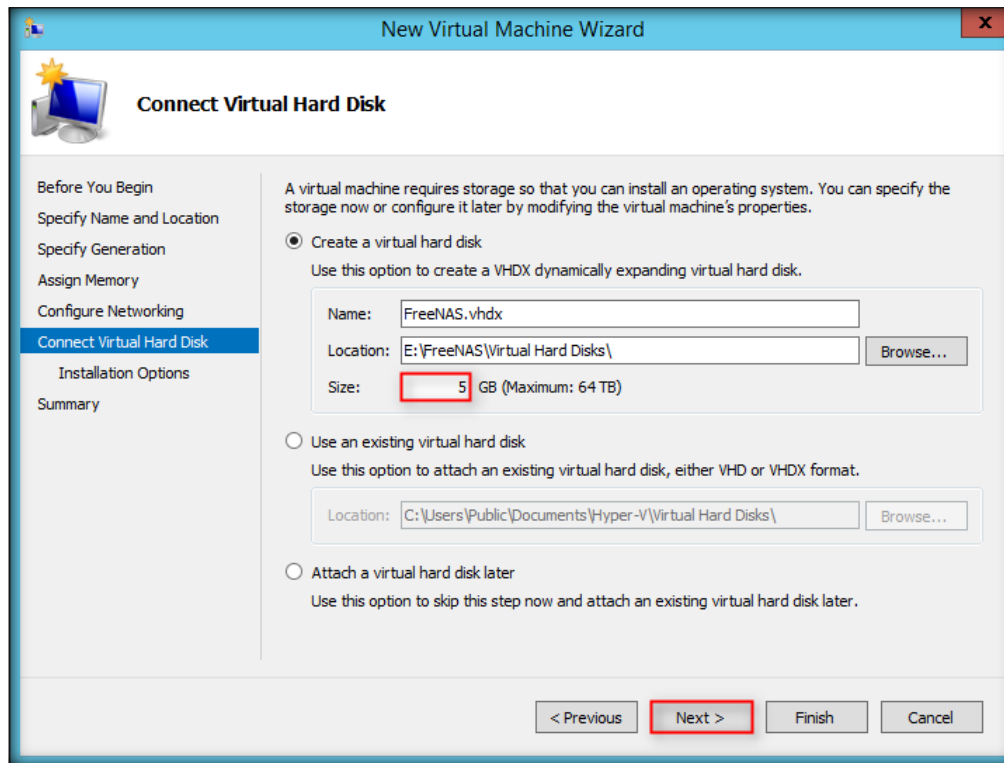 New Virtual Machine Wizard
x
Connect Virtual Hard Disk
Before You Begin
Specify Name and Location
Specify Generation
Assign Memory
Configure Networking
Connect Virtual Hard Disk
Installation Options
Summary
A virtual machine requires storage so that you can install an operating system. You can specify the
storage now or configure it later by modifying the virtual machine's properties.
Create a virtual hard disk
Use this option to create a VHDX dynamically expanding virtual hard disk.
Name: FreeNAS.vhdx
Location: E:\FreeNAS\Virtual Hard Disks\ Browse...
Size: 5 GB (Maximum: 64 TB)
Use an existing virtual hard disk
Use this option to attach an existing virtual hard disk, either VHD or VHDX format.
Location: C:\Users\Public\Documents\Hyper-V\Virtual Hard Disks\ Browse...
Attach a virtual hard disk later
Use this option to skip this step now and attach an existing virtual hard disk later.
< Previous Next > Finish Cancel